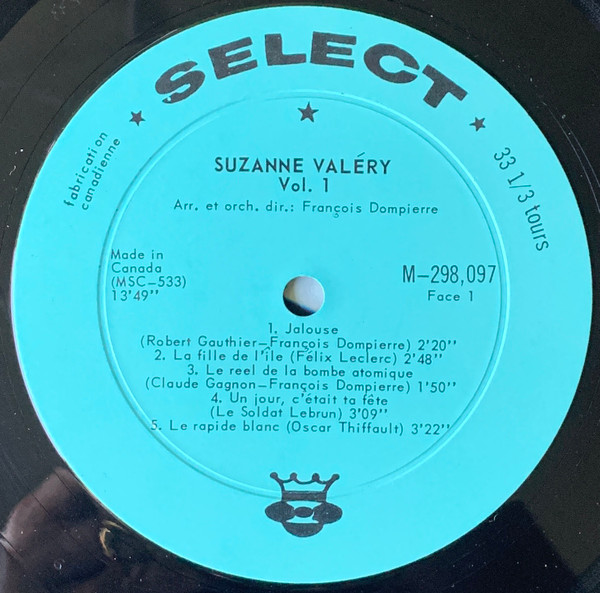 SELECT
fabrication
canadienne
33 1/3 tours
SUZANNE VALÉRY
Vol. 1
Arr. et orch. dir.: François Dompierre
Made in
Canada
(MSC-533)
13'49"
M-298,097
Face 1
1. Jalouse
(Robert Gauthier-François Dompierre) 2'20"
2. La fille de l'île (Félix Leclerc) 2'48"
3. Le reel de la bombe atomique
(Claude Gagnon-François Dompierre) 1'50"
4. Un jour, c'était ta fête
(Le Soldat Lebrun) 3'09"
5. Le rapide blanc (Oscar Thiffault) 3'22"